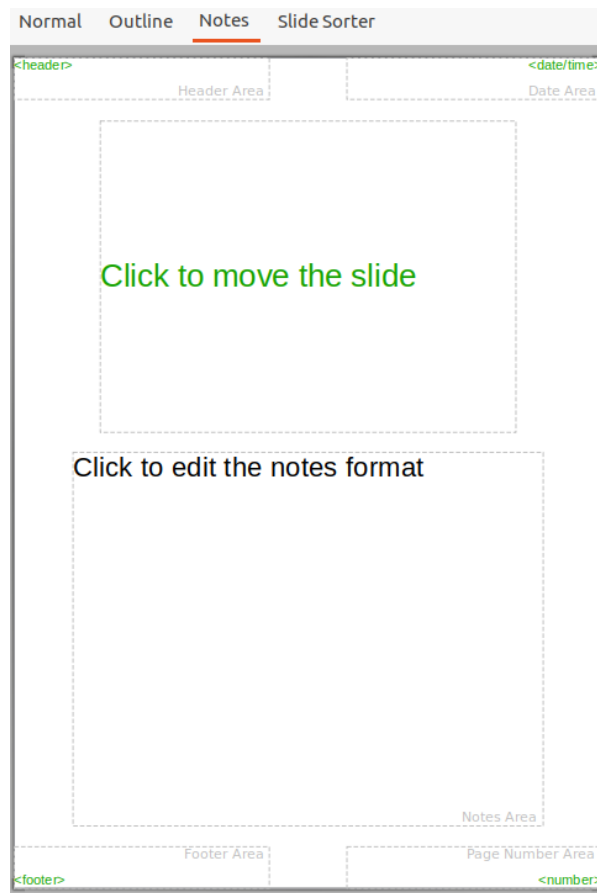 Normal Outline Notes Slide Sorter
<header> <date/time>
Header Area Date Area
Click to move the slide
Click to edit the notes format
Notes Area
Footer Area Page Number Area
<footer> <number>